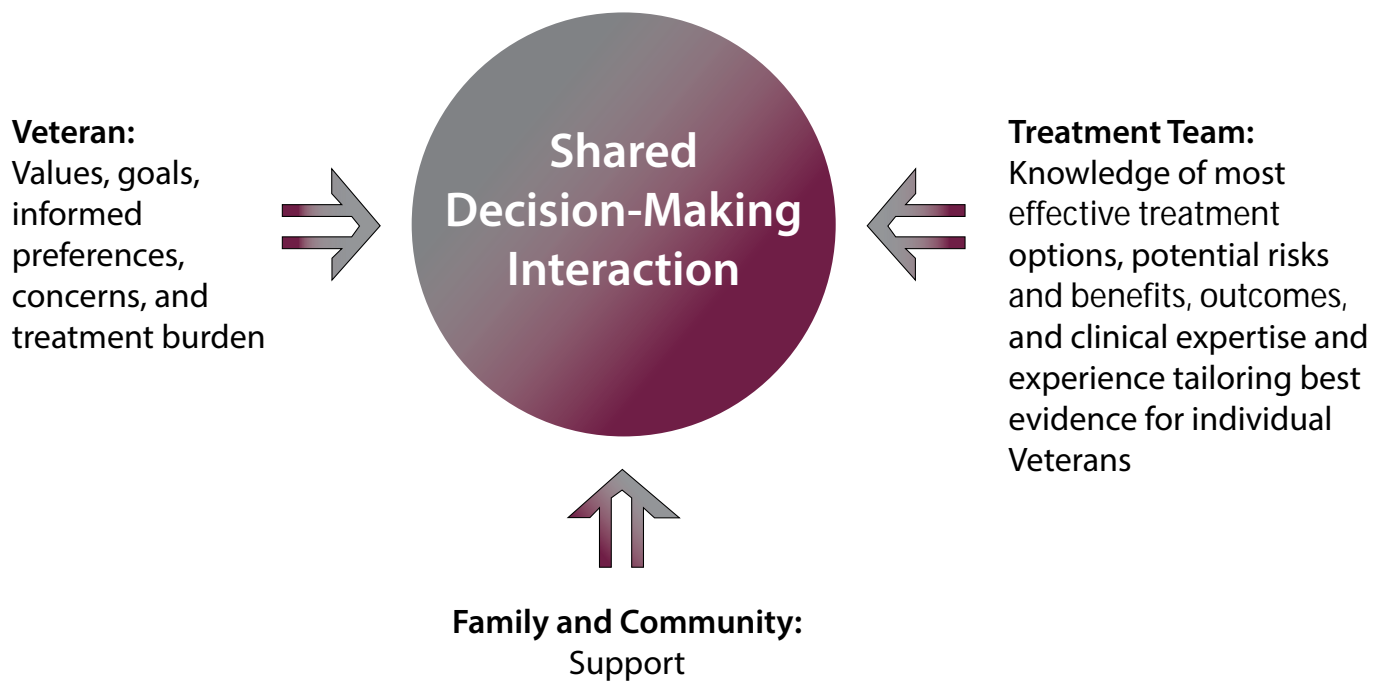 Veteran:
Values, goals,
informed
preferences,
concerns, and
treatment burden
Shared
Decision-Making
Interaction
Treatment Team:
Knowledge of most
effective treatment
options, potential risks
and benefits, outcomes,
and clinical expertise and
experience tailoring best
evidence for individual
Veterans
Family and Community:
Support